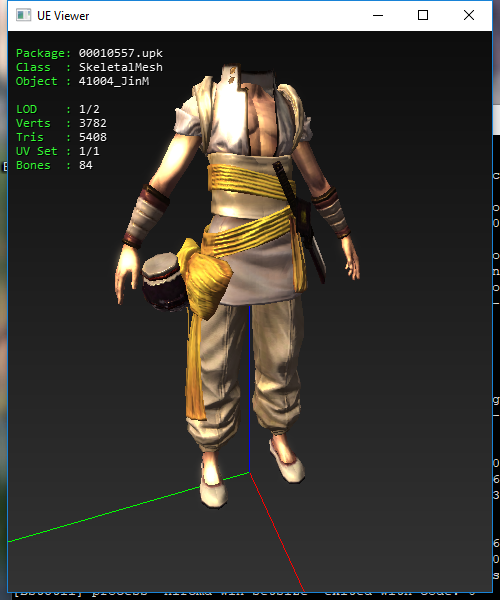 UE Viewer
Package: 00010557.upk
Class : SkeletalMesh
Object : 41004_JinM
LOD : 1/2
Verts : 3782
Tris : 5408
UV Set : 1/1
Bones : 84